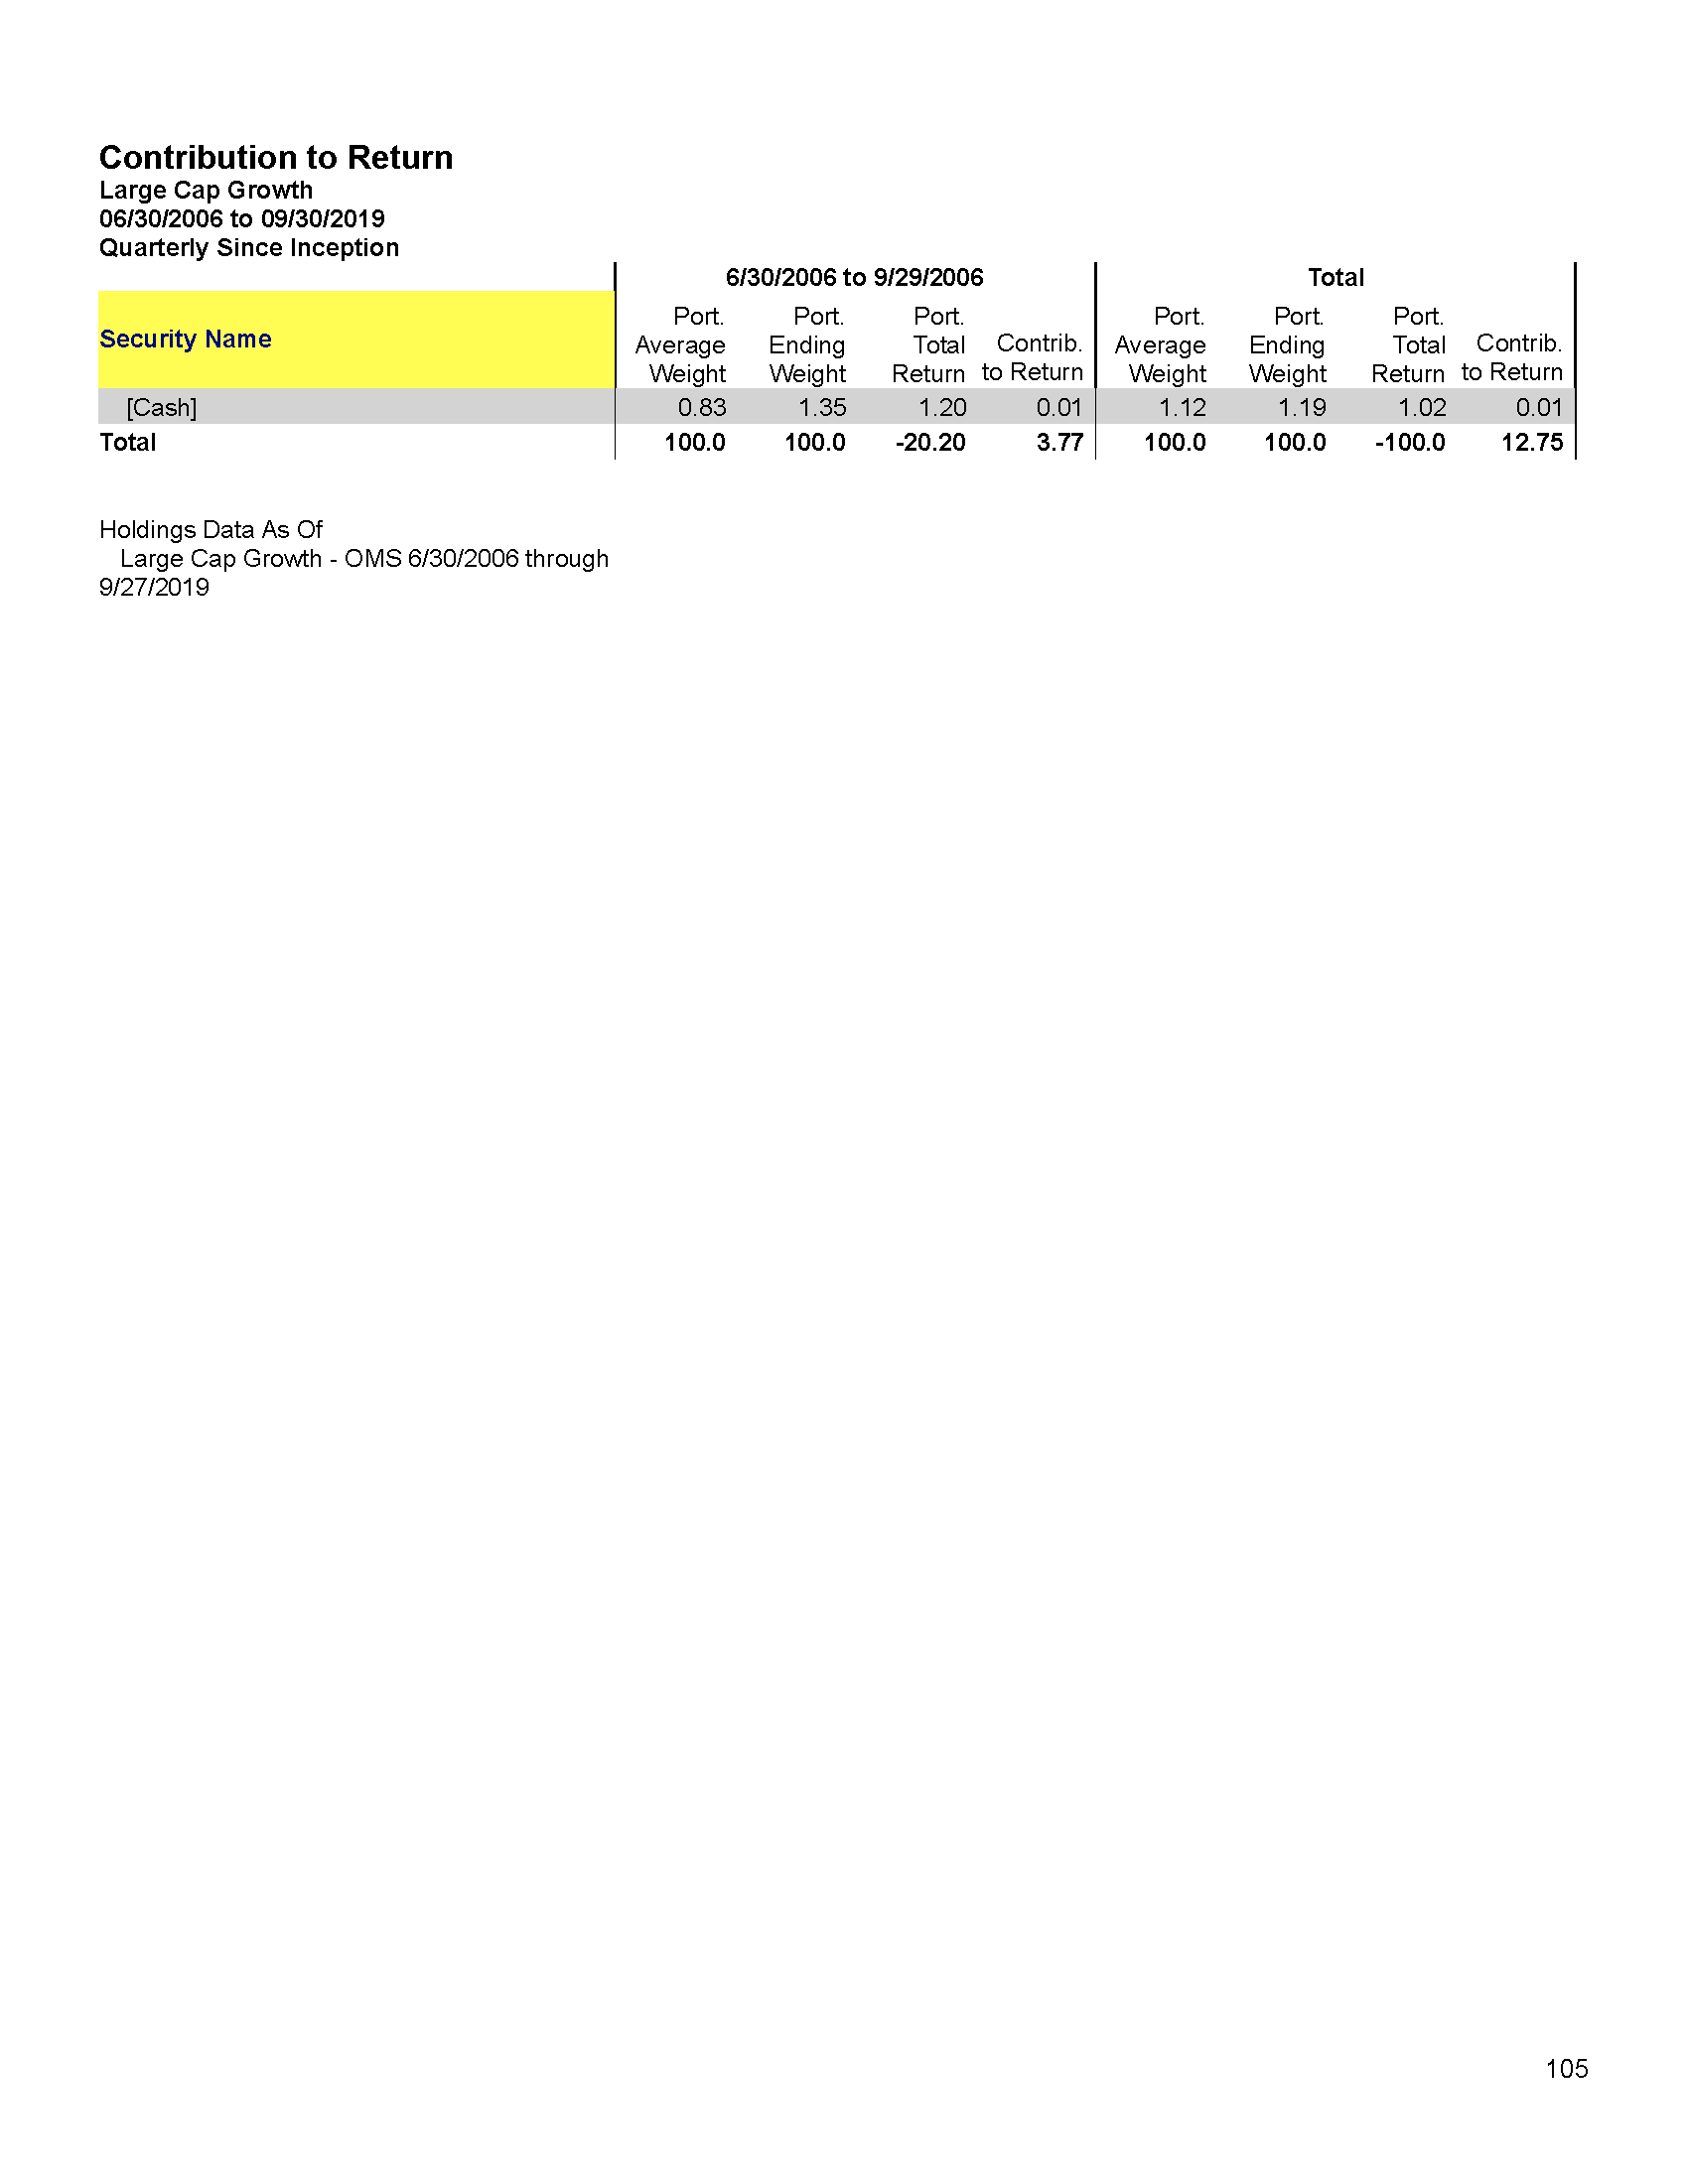 Contribution to Return
Large Cap Growth
06/30/2006 to 09/30/2019
Quarterly Since Inception
6/30/2006 to 9/29/2006 Total
Security Name Port. Average Weight Port. Ending Weight Port. Total Return Contrib. to Return Port. Average Weight Port. Ending Weight Port. Total Return Contrib. to Return
[Cash] 0.83 1.35 1.20 0.01 1.12 1.19 1.02 0.01
Total 100.0 100.0 -20.20 3.77 100.0 100.0 -100.0 12.75
Holdings Data As Of
Large Cap Growth - OMS 6/30/2006 through
9/27/2019
105